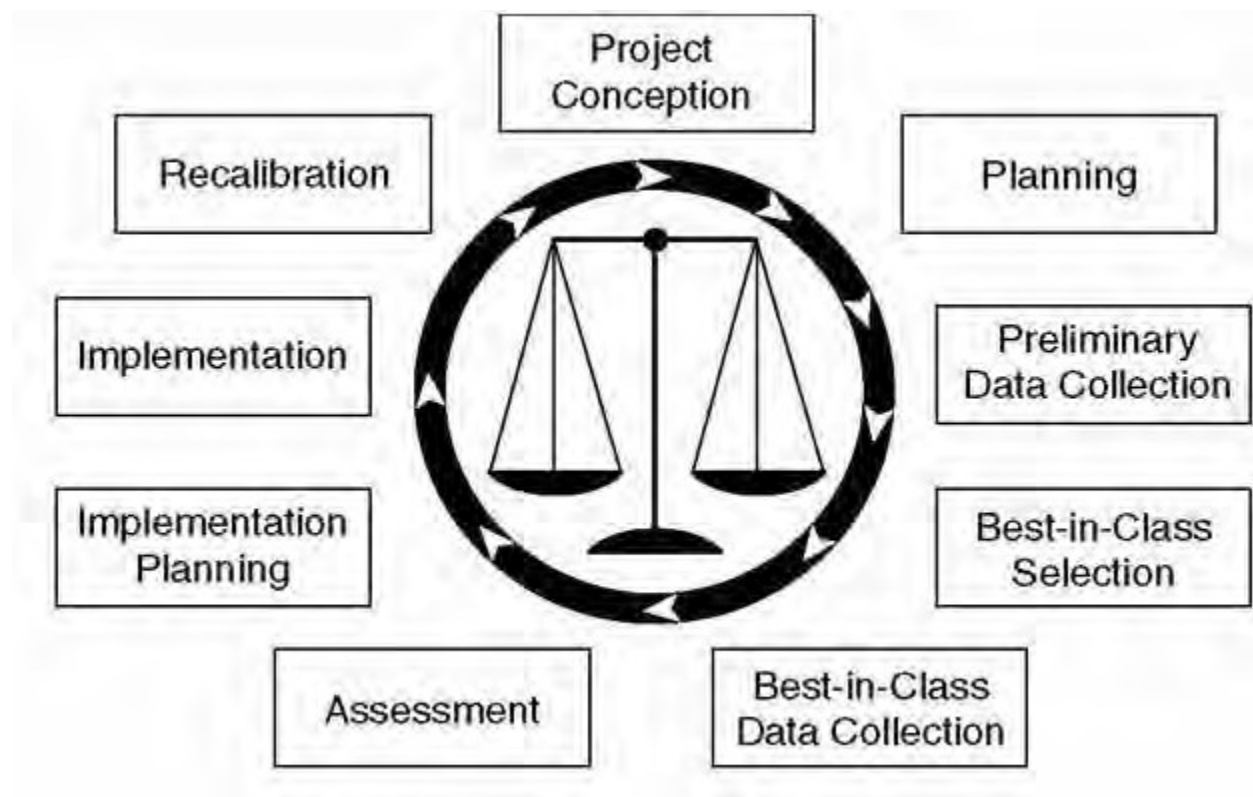 Project
Conception
Planning
Preliminary
Data Collection
Best-in-Class
Selection
Best-in-Class
Data Collection
Assessment
Implementation
Planning
Implementation
Recalibration